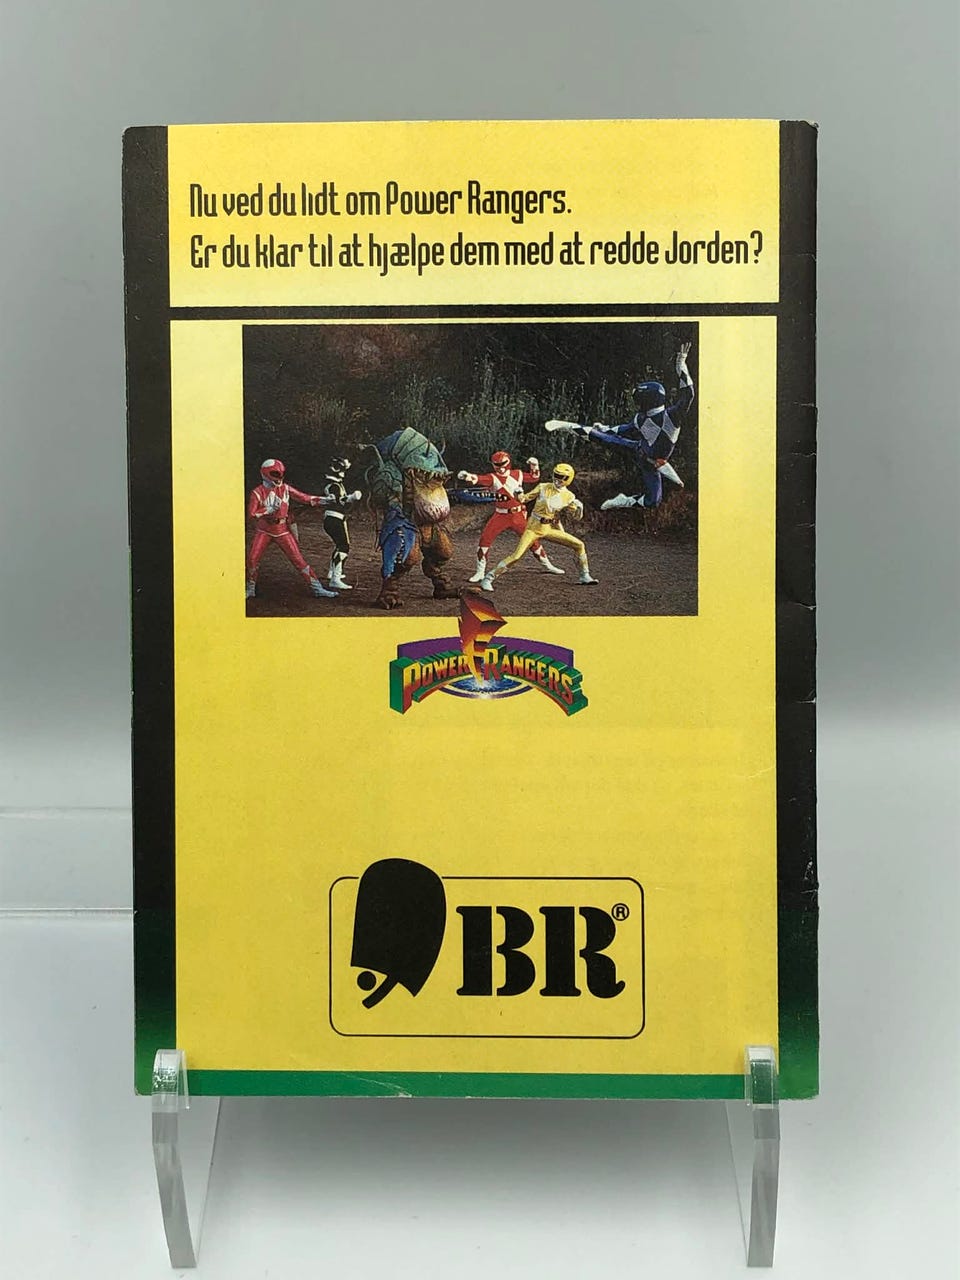 Nu ved du lidt om Power Rangers.
Er du klar til at hjælpe dem med at redde Jorden?
POWER RANGERS
BR®